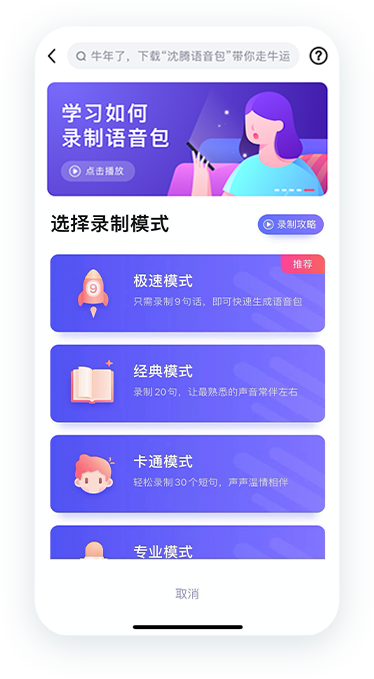 牛年了，下载“沈腾语音包”带你走牛运
?
学习如何
录制语音包
点击播放
选择录制模式
录制攻略
推荐
极速模式
9
只需录制9句话、即可快速生成语音包
经典模式
录制20句，让最熟悉的声音常伴左右
卡通模式
轻松录制30个短句，声声温情相伴
专业模式
取消